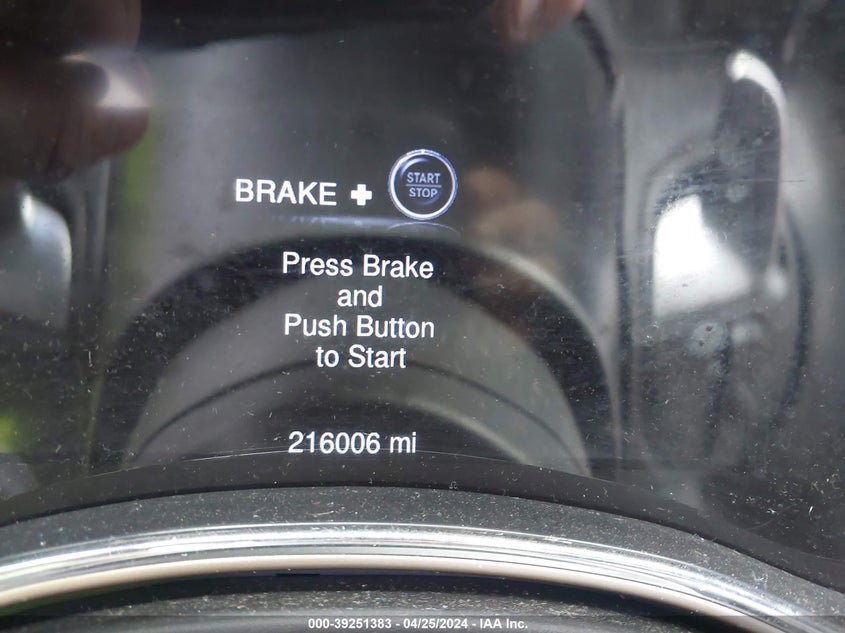 BRAKE + START
STOP
Press Brake
and
Push Button
to Start
216006 mi
000-39251383 - 04/25/2024 - IAA Inc.